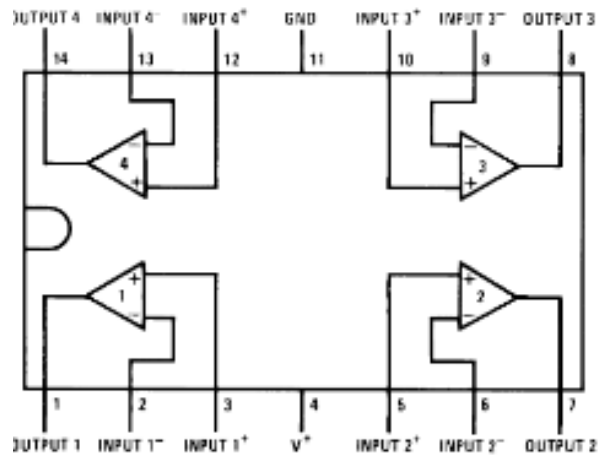 OUTPUT 4 INPUT 4⁻ INPUT 4⁺ GND INPUT 3⁺ INPUT 3⁻ OUTPUT 3
14 13 12 11 10 9 8
− −
4 3
+ +
+ +
1 2
− −
1 2 3 4 5 6 7
OUTPUT 1 INPUT 1⁻ INPUT 1⁺ V⁺ INPUT 2⁺ INPUT 2⁻ OUTPUT 2